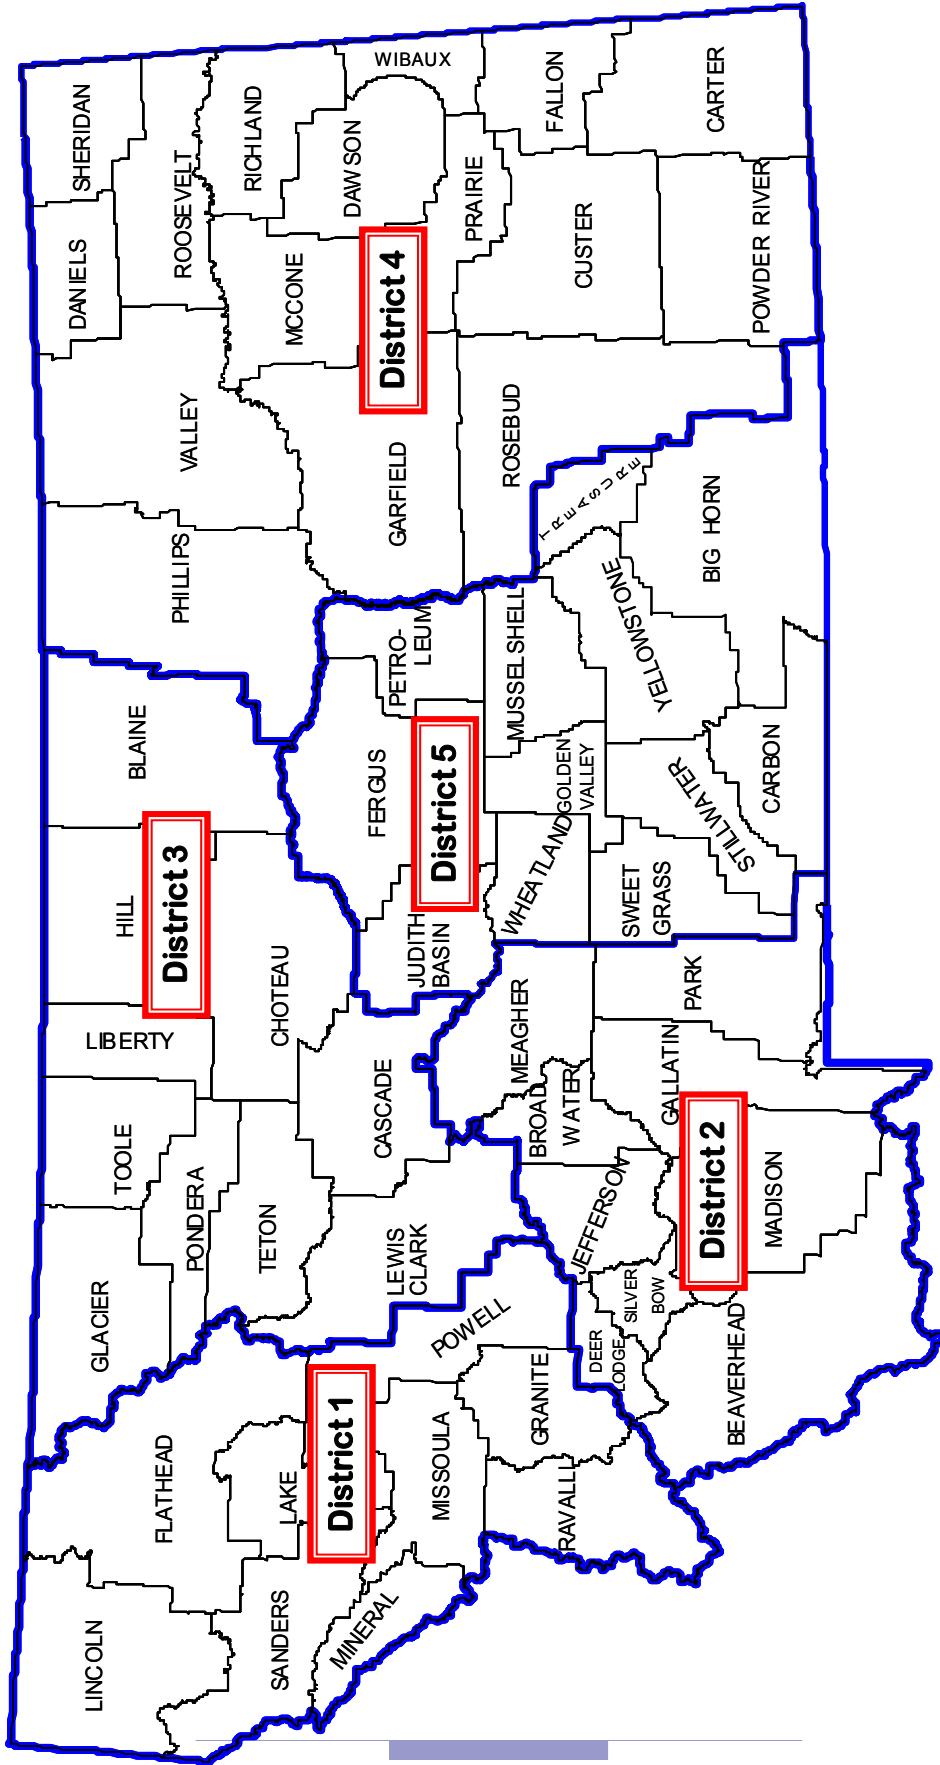 LINCOLN
FLATHEAD
GLACIER
TOOLE
LIBERTY
HILL
BLAINE
PHILLIPS
VALLEY
DANIELS
SHERIDAN
ROOSEVELT
SANDERS
LAKE
District 1
PONDERA
TETON
CHOTEAU
District 3
RICHLAND
MCCONE
DAWSON
WIBAUX
MINERAL
MISSOULA
POWELL
LEWIS
CLARK
CASCADE
JUDITH
BASIN
FERGUS
District 5
PETRO-
LEUM
GARFIELD
District 4
PRAIRIE
FALLON
RAVALLI
GRANITE
DEER
LODGE
SILVER
BOW
JEFFERSON
BROAD
WATER
MEAGHER
WHEATLAND
GOLDEN
VALLEY
MUSSELSHELL
ROSEBUD
TREASURE
CUSTER
BEAVERHEAD
District 2
MADISON
GALLATIN
PARK
SWEET
GRASS
STILLWATER
CARBON
YELLOWSTONE
BIG HORN
POWDER RIVER
CARTER